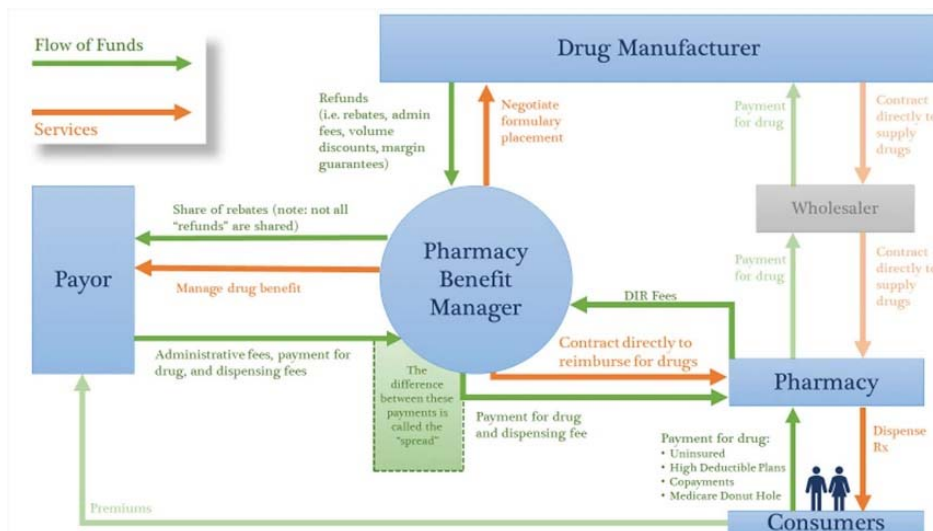 Flow of Funds
Services
Drug Manufacturer
Refunds
(i.e. rebates, admin
fees, volume
discounts, margin
guarantees)
Negotiate
formulary
placement
Payment
for drug
Contract
directly to
supply
drugs
Wholesaler
Share of rebates (note: not all
"refunds" are shared)
Payor
Manage drug benefit
Pharmacy
Benefit
Manager
Payment
for drug
Contract
directly to
supply
drugs
DIR Fees
Administrative fees, payment for
drug, and dispensing fees
Contract directly to
reimburse for drugs
Pharmacy
The
difference
between these
payments is
called the
"spread"
Payment for drug
and dispensing fee
Payment for drug:
• Uninsured
• High Deductible Plans
• Copayments
• Medicare Donut Hole
Dispense
Rx
Premiums
Consumers